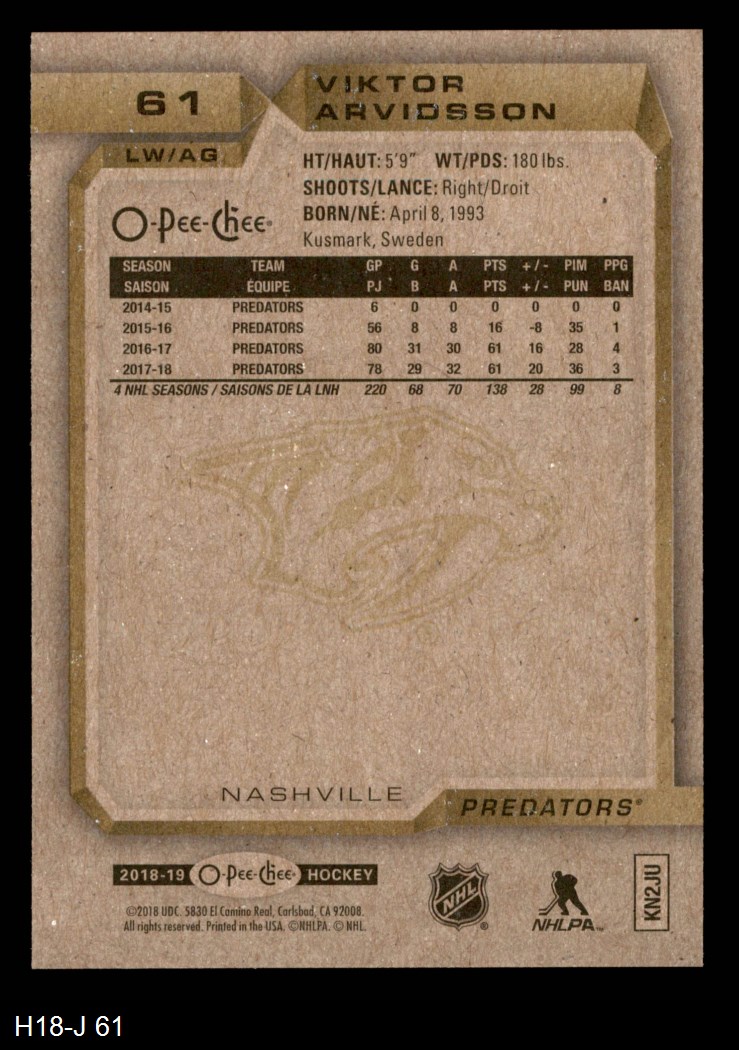 61
VIKTOR
ARVIDSSON
LW/AG
HT/HAUT: 5'9" WT/PDS: 180 lbs.
SHOOTS/LANCE: Right/Droit
BORN/NÉ: April 8, 1993
Kusmark, Sweden
O-Pee-Chee
SEASON TEAM GP G A PTS +/- PIM PPG
SAISON ÉQUIPE PJ B A PTS +/- PUN BAN
2014-15 PREDATORS 6 0 0 0 0 0 0
2015-16 PREDATORS 56 8 8 16 -8 35 1
2016-17 PREDATORS 80 31 30 61 16 28 4
2017-18 PREDATORS 78 29 32 61 20 36 3
4 NHL SEASONS / SAISONS DE LA LNH 220 68 70 138 28 99 8
NASHVILLE
PREDATORS®
2018-19 O-Pee-Chee HOCKEY
©2018 UDC. 5830 El Camino Real, Carlsbad, CA 92008.
All rights reserved. Printed in the USA. ©NHLPA. © NHL.
NHL ®
NHLPA™
KN2JU
H18-J 61